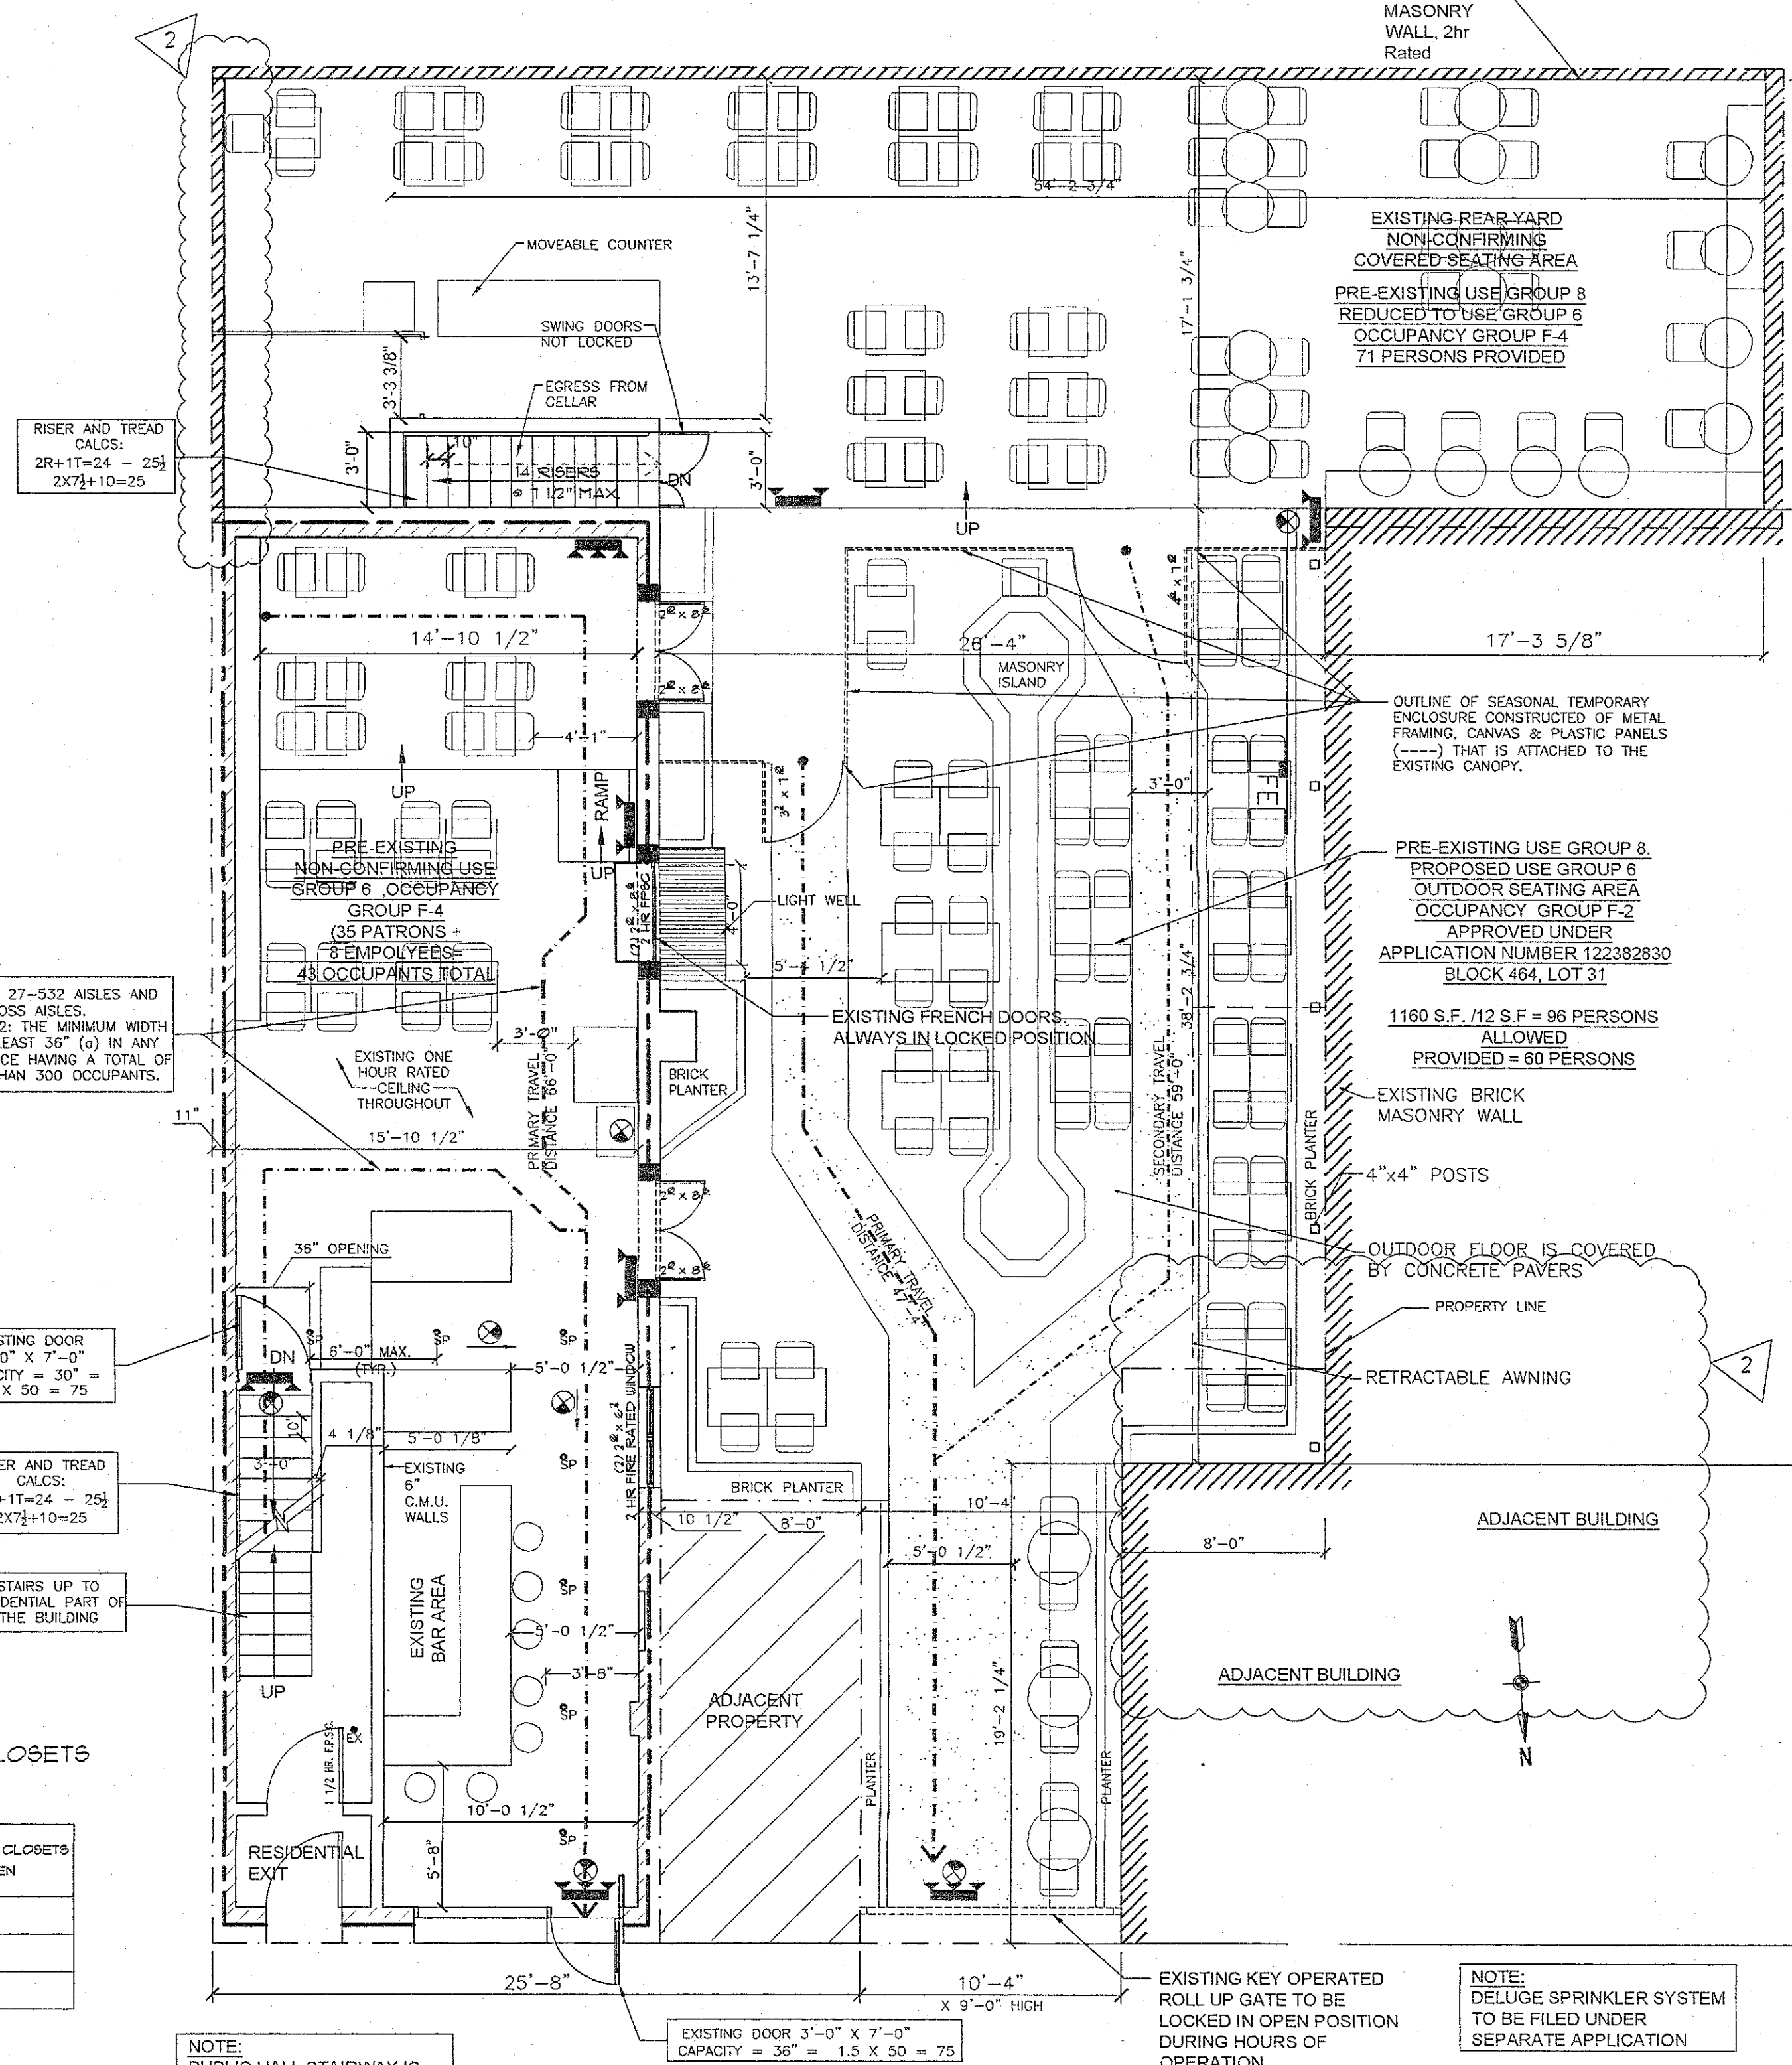 MASONRY
WALL, 2hr
Rated
2
54'-2 3/4"
EXISTING REAR YARD
NON-CONFIRMING
COVERED SEATING AREA
PRE-EXISTING USE GROUP 8
REDUCED TO USE GROUP 6
OCCUPANCY GROUP F-4
71 PERSONS PROVIDED
MOVEABLE COUNTER
13'-7 1/4"
17'-1 3/4"
SWING DOORS
NOT LOCKED
3'-3 3/8"
EGRESS FROM
CELLAR
RISER AND TREAD
CALCS:
2R+1T=24 - 25½
2X7½+10=25
3'-0"
10"
14 RISERS
@ 7 1/2" MAX.
DN
3'-0"
UP
14'-10 1/2"
26'-4"
17'-3 5/8"
MASONRY
ISLAND
OUTLINE OF SEASONAL TEMPORARY
ENCLOSURE CONSTRUCTED OF METAL
FRAMING, CANVAS & PLASTIC PANELS
(----) THAT IS ATTACHED TO THE
EXISTING CANOPY.
4'-1"
UP
RAMP
UP
3'-0"
FE
PRE-EXISTING
NON-CONFIRMING USE
GROUP 6 ,OCCUPANCY
GROUP F-4
(35 PATRONS +
8 EMPOLYEES=
43 OCCUPANTS TOTAL
2 HR FPSC
LIGHT WELL
4'-0"
5'-4 1/2"
PRE-EXISTING USE GROUP 8.
PROPOSED USE GROUP 6
OUTDOOR SEATING AREA
OCCUPANCY GROUP F-2
APPROVED UNDER
APPLICATION NUMBER 122382830
BLOCK 464, LOT 31
1160 S.F. /12 S.F = 96 PERSONS
ALLOWED
PROVIDED = 60 PERSONS
27-532 AISLES AND
OSS AISLES.
2: THE MINIMUM WIDTH
EAST 36" (a) IN ANY
CE HAVING A TOTAL OF
HAN 300 OCCUPANTS.
EXISTING FRENCH DOORS.
ALWAYS IN LOCKED POSITION
38'-2 3/4"
3'-0"
EXISTING ONE
HOUR RATED
CEILING
THROUGHOUT
PRIMARY TRAVEL
DISTANCE 66'-0"
BRICK
PLANTER
SECONDARY TRAVEL
DISTANCE 59'-0"
EXISTING BRICK
MASONRY WALL
11"
15'-10 1/2"
BRICK PLANTER
4"x4" POSTS
PRIMARY TRAVEL
DISTANCE 47'-4"
36" OPENING
OUTDOOR FLOOR IS COVERED
BY CONCRETE PAVERS
PROPERTY LINE
STING DOOR
0" X 7'-0"
CITY = 30" =
X 50 = 75
DN
SP
6'-0" MAX.
(TYP.)
SP
SP
5'-0 1/2"
RETRACTABLE AWNING
2
10"
4 1/8"
5'-0 1/8"
2 HR FIRE RATED WINDOW
ER AND TREAD
CALCS:
+1T=24 - 25½
2X7½+10=25
3'-0"
EXISTING
6"
C.M.U.
WALLS
SP
BRICK PLANTER
10 1/2"
8'-0"
10'-4"
5'-0 1/2"
8'-0"
ADJACENT BUILDING
STAIRS UP TO
DENTIAL PART OF
THE BUILDING
EXISTING
BAR AREA
SP
5'-0 1/2"
3'-8"
SP
UP
ADJACENT
PROPERTY
19'-2 1/4"
ADJACENT BUILDING
N
LOSETS
1 1/2 HR. F.P.S.C.
EX
PLANTER
PLANTER
10'-0 1/2"
SP
5'-8"
CLOSETS
EN
RESIDENTIAL
EXIT
25'-8"
10'-4"
X 9'-0" HIGH
EXISTING KEY OPERATED
ROLL UP GATE TO BE
LOCKED IN OPEN POSITION
DURING HOURS OF
OPERATION
NOTE:
DELUGE SPRINKLER SYSTEM
TO BE FILED UNDER
SEPARATE APPLICATION
EXISTING DOOR 3'-0" X 7'-0"
CAPACITY = 36" = 1.5 X 50 = 75
NOTE:
PUBLIC HALL STAIRWAY IS